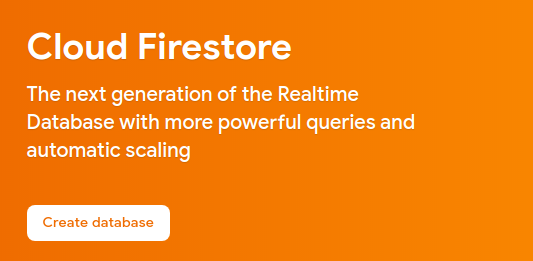 Cloud Firestore
The next generation of the Realtime
Database with more powerful queries and
automatic scaling
Create database